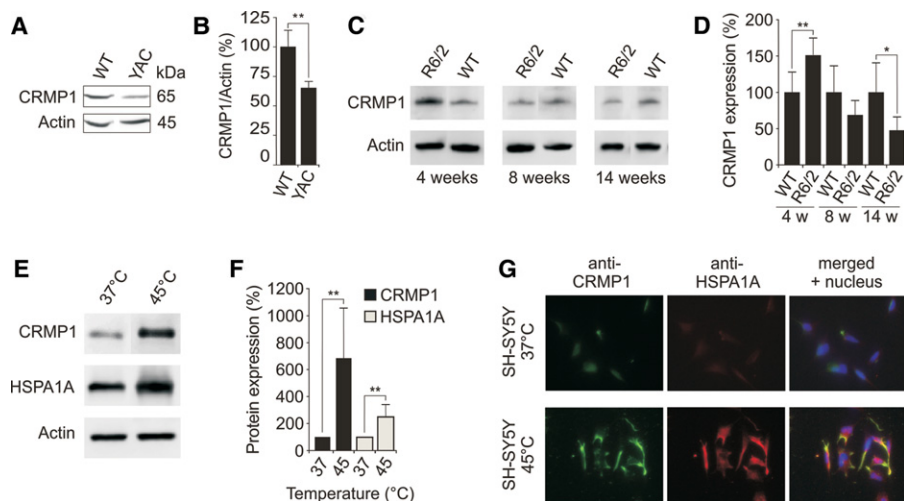 A
WT
YAC
kDa
CRMP1
65
Actin
45
B
CRMP1/Actin (%)
125
100
75
50
25
0
**
WT
YAC
C
R6/2
WT
R6/2
WT
R6/2
WT
CRMP1
Actin
4 weeks
8 weeks
14 weeks
D
CRMP1 expression (%)
200
150
100
50
0
**
*
WT
R6/2
WT
R6/2
WT
R6/2
4 w
8 w
14 w
E
37°C
45°C
CRMP1
HSPA1A
Actin
F
Protein expression (%)
1200
1000
800
600
400
200
0
**
**
CRMP1
HSPA1A
37
45
37
45
Temperature (°C)
G
anti-
CRMP1
anti-
HSPA1A
merged
+ nucleus
SH-SY5Y
37°C
SH-SY5Y
45°C